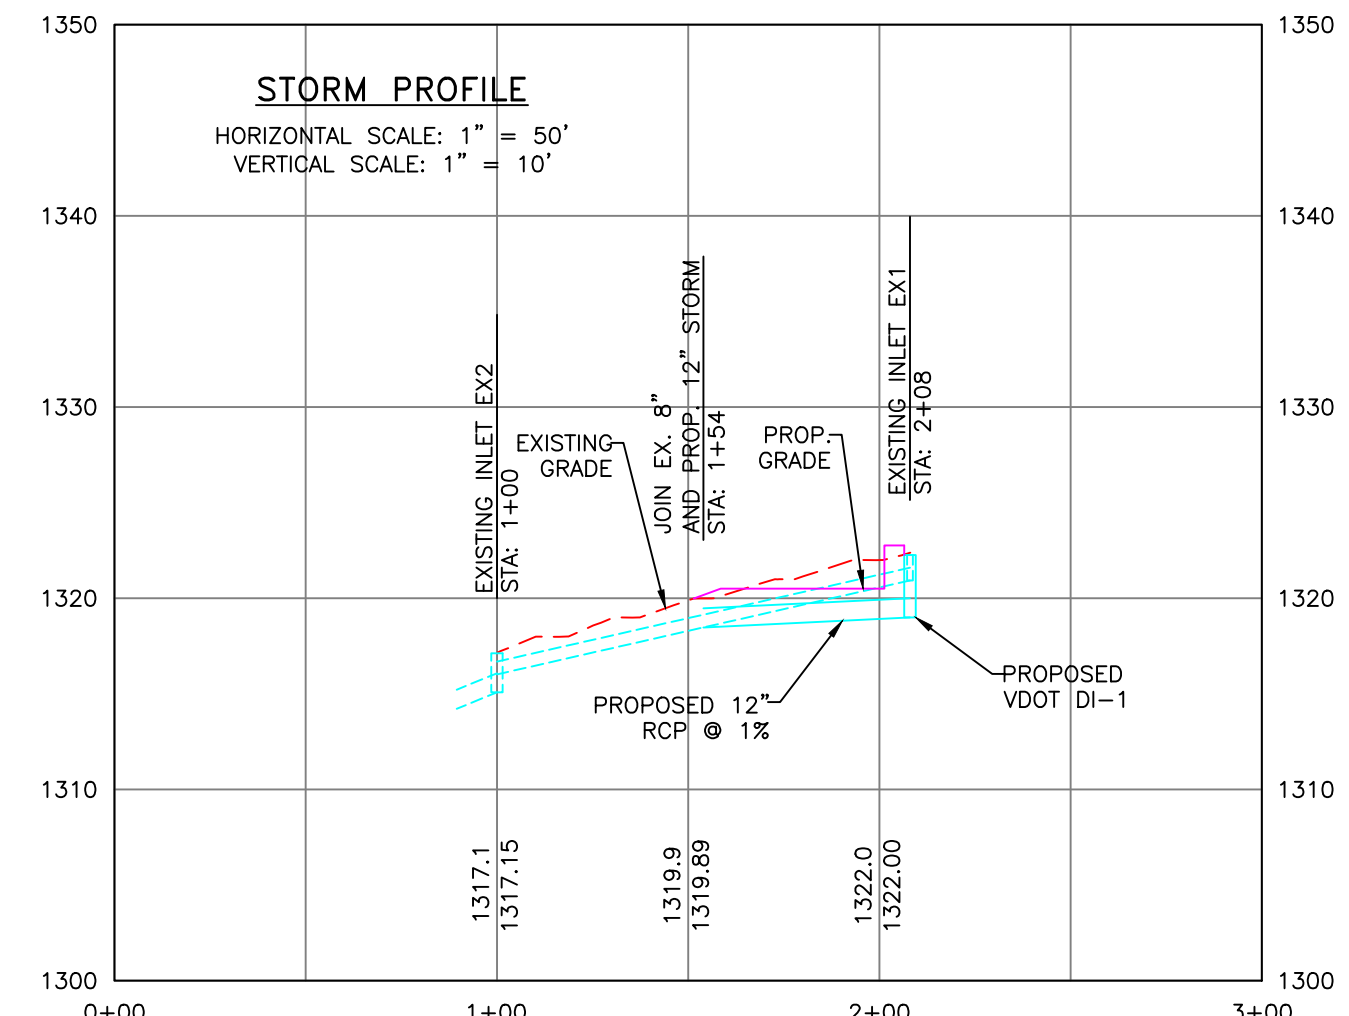 1350
1350
STORM PROFILE
HORIZONTAL SCALE: 1" = 50'
VERTICAL SCALE: 1" = 10'
1340
1340
1330
1330
EXISTING INLET EX2
STA: 1+00
EXISTING
GRADE
JOIN EX. 8"
AND PROP. 12" STORM
STA: 1+54
PROP.
GRADE
EXISTING INLET EX1
STA: 2+08
1320
1320
PROPOSED 12"
RCP @ 1%
PROPOSED
VDOT DI-1
1310
1310
1317.1
1317.15
1319.9
1319.89
1322.0
1322.00
1300
1300
0+00
1+00
2+00
3+00